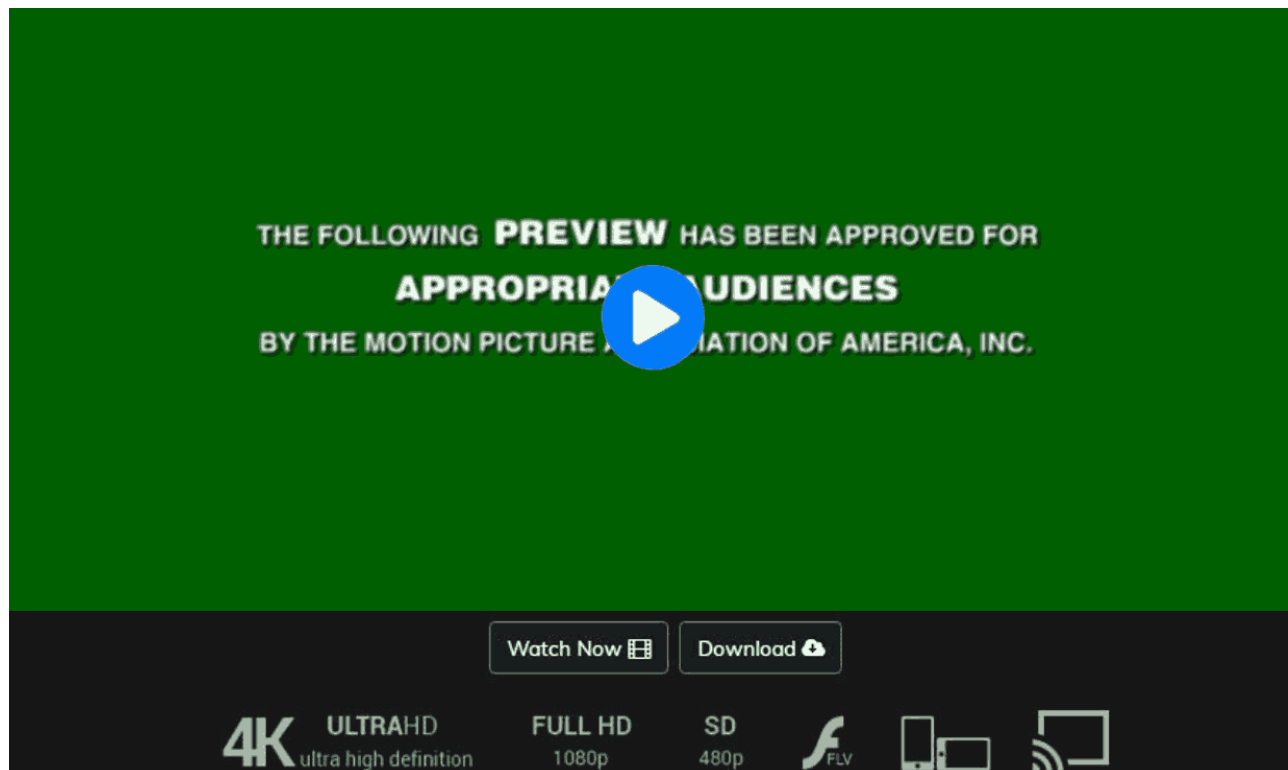 THE FOLLOWING PREVIEW HAS BEEN APPROVED FOR
AUDIENCES
BY THE MOTION PICTURE OF AMERICA, INC.
Watch Now
Download
4K ULTRAHD
ultra high definition
FULL HD
1080p
SD
480p
FLV